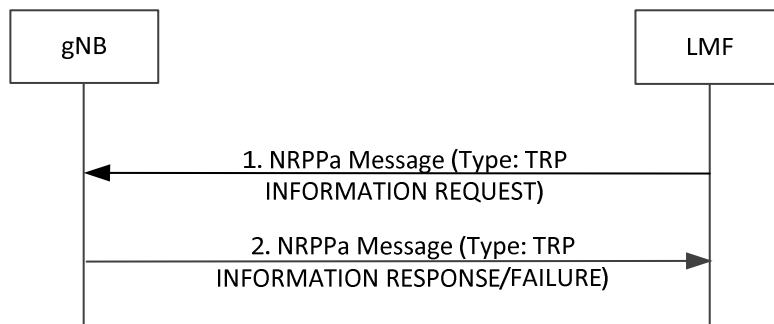 gNB
LMF
1. NRPPa Message (Type: TRP
INFORMATION REQUEST)
2. NRPPa Message (Type: TRP
INFORMATION RESPONSE/FAILURE)